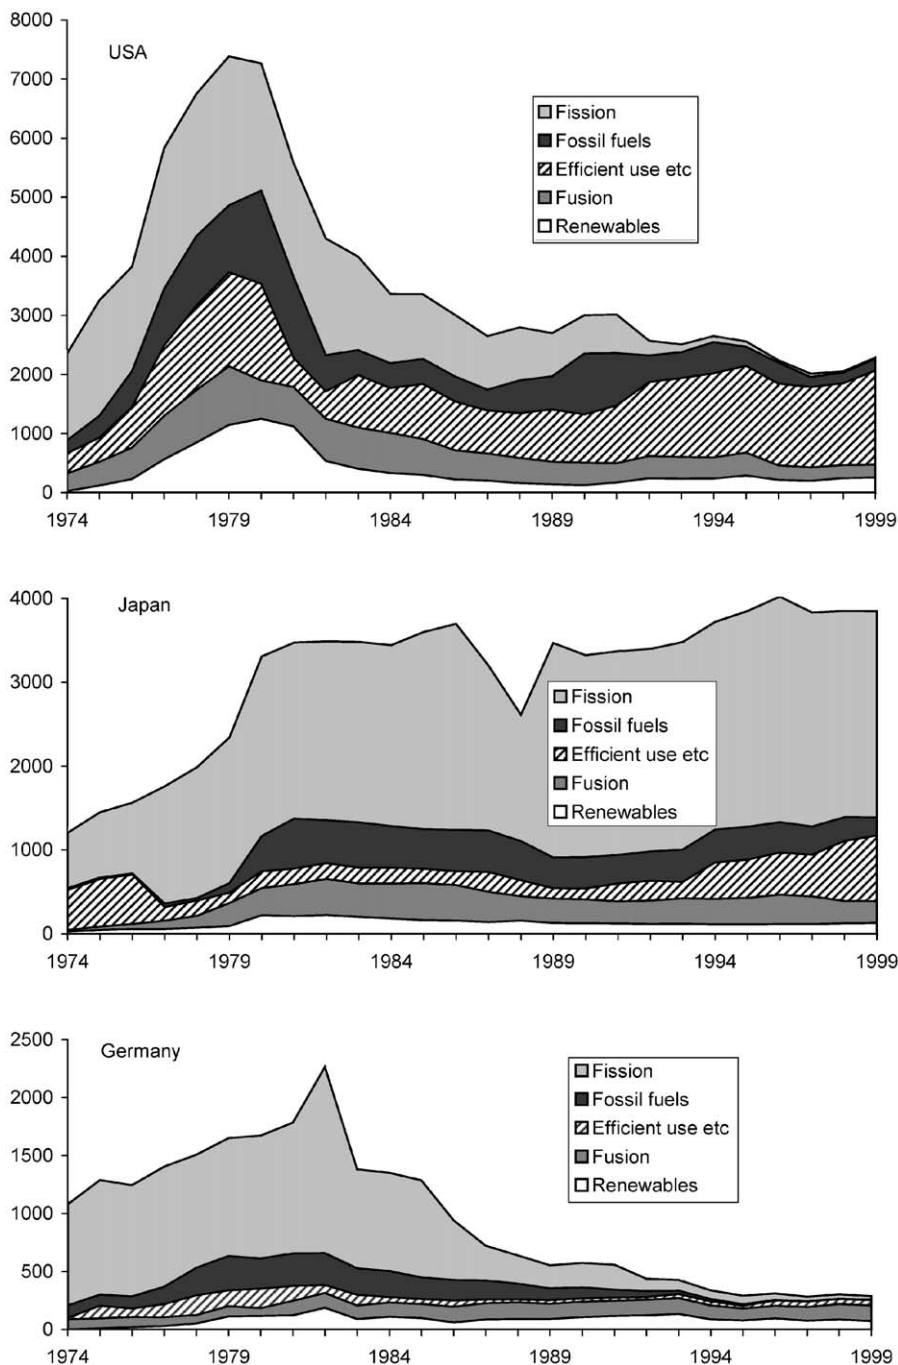 8000
USA
7000
Fission
Fossil fuels
6000
Efficient use etc
Fusion
5000
Renewables
4000
3000
2000
1000
0
1974 1979 1984 1989 1994 1999
4000
Japan
3000
Fission
Fossil fuels
Efficient use etc
2000
Fusion
Renewables
1000
0
1974 1979 1984 1989 1994 1999
2500
Germany
Fission
2000
Fossil fuels
Efficient use etc
1500
Fusion
Renewables
1000
500
0
1974 1979 1984 1989 1994 1999